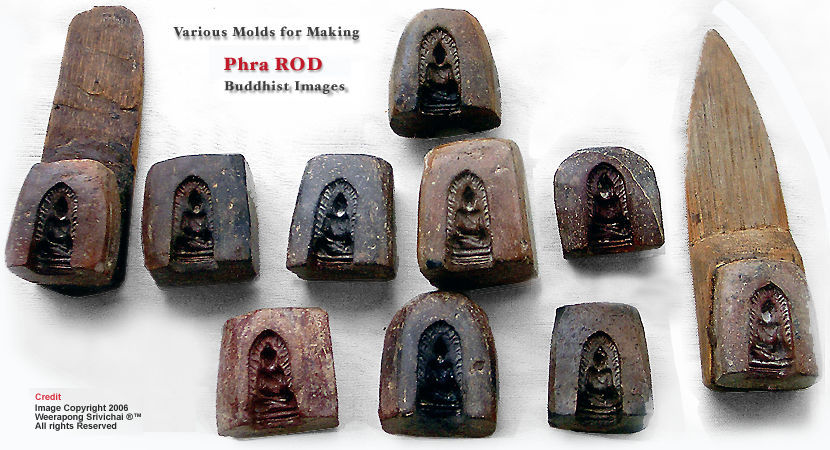 Various Molds for Making
Phra ROD
Buddhist Images
Credit
Image Copyright 2006
Weerapong Srivichai ®™
All rights Reserved